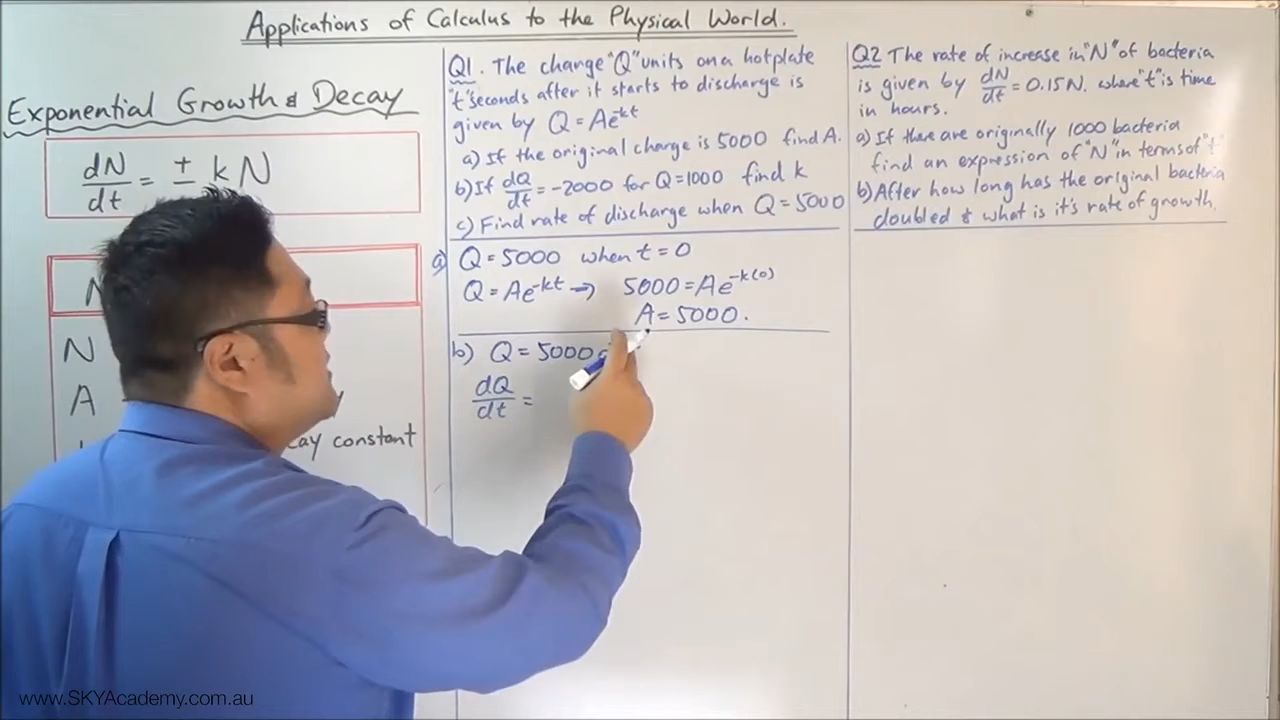 Applications of Calculus to the Physical World.
Exponential Growth & Decay
dN/dt = ± kN
N
N
A
cay constant
Q1. The change "Q" units on a hotplate
"t" seconds after it starts to discharge is
given by Q = Ae^-kt
a) If the original charge is 5000 find A.
b) If dQ/dt = -2000 for Q=1000 find k
c) Find rate of discharge when Q = 5000
a) Q = 5000 when t = 0
Q = Ae^-kt → 5000 = Ae^-k(0)
A = 5000.
b) Q = 5000
dQ/dt =
Q2 The rate of increase in "N" of bacteria
is given by dN/dt = 0.15N. where "t" is time
in hours.
a) If there are originally 1000 bacteria
find an expression of "N" in terms of "t"
b) After how long has the original bacteria
doubled & what is it's rate of growth.
www.SKYAcademy.com.au